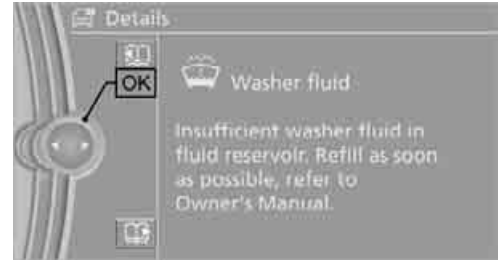 Details
OK
Washer fluid
Insufficient washer fluid in
fluid reservoir. Refill as soon
as possible, refer to
Owner's Manual.